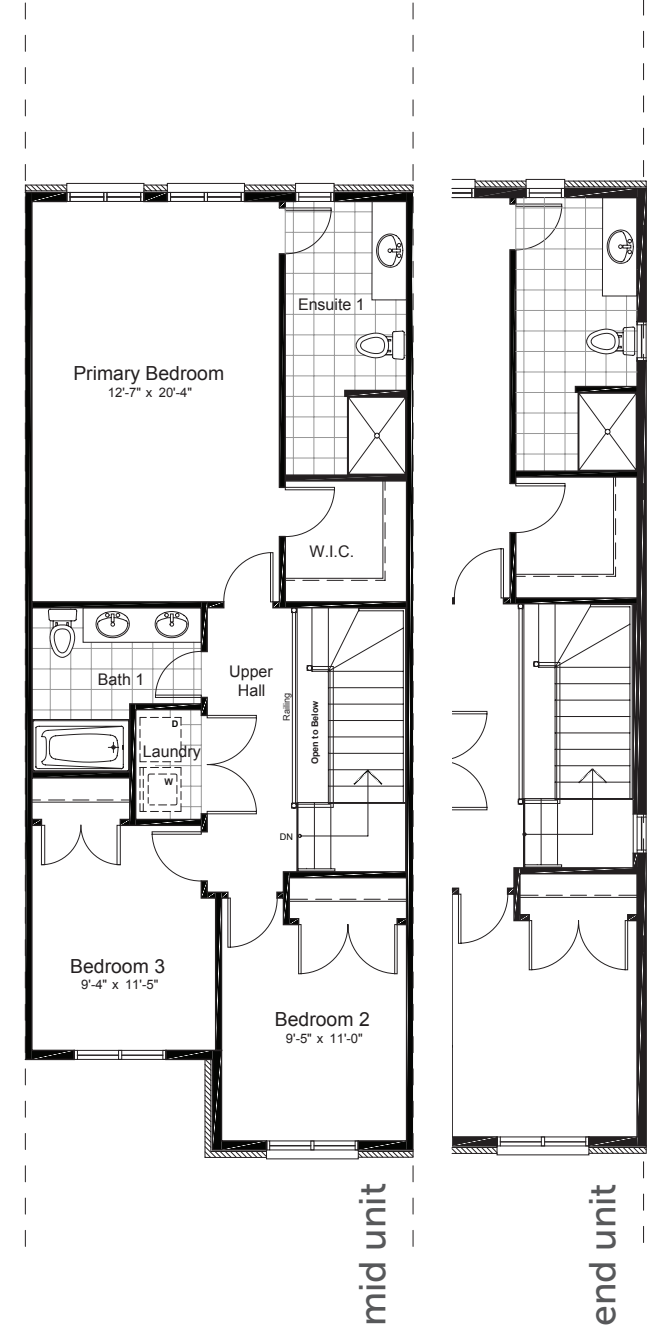 Ensuite 1
Primary Bedroom
12'-7" x 20'-4"
W.I.C.
Bath 1
Upper
Hall
Railing
Open to Below
D
Laundry
W
DN
Bedroom 3
9'-4" x 11'-5"
Bedroom 2
9'-5" x 11'-0"
mid unit
end unit